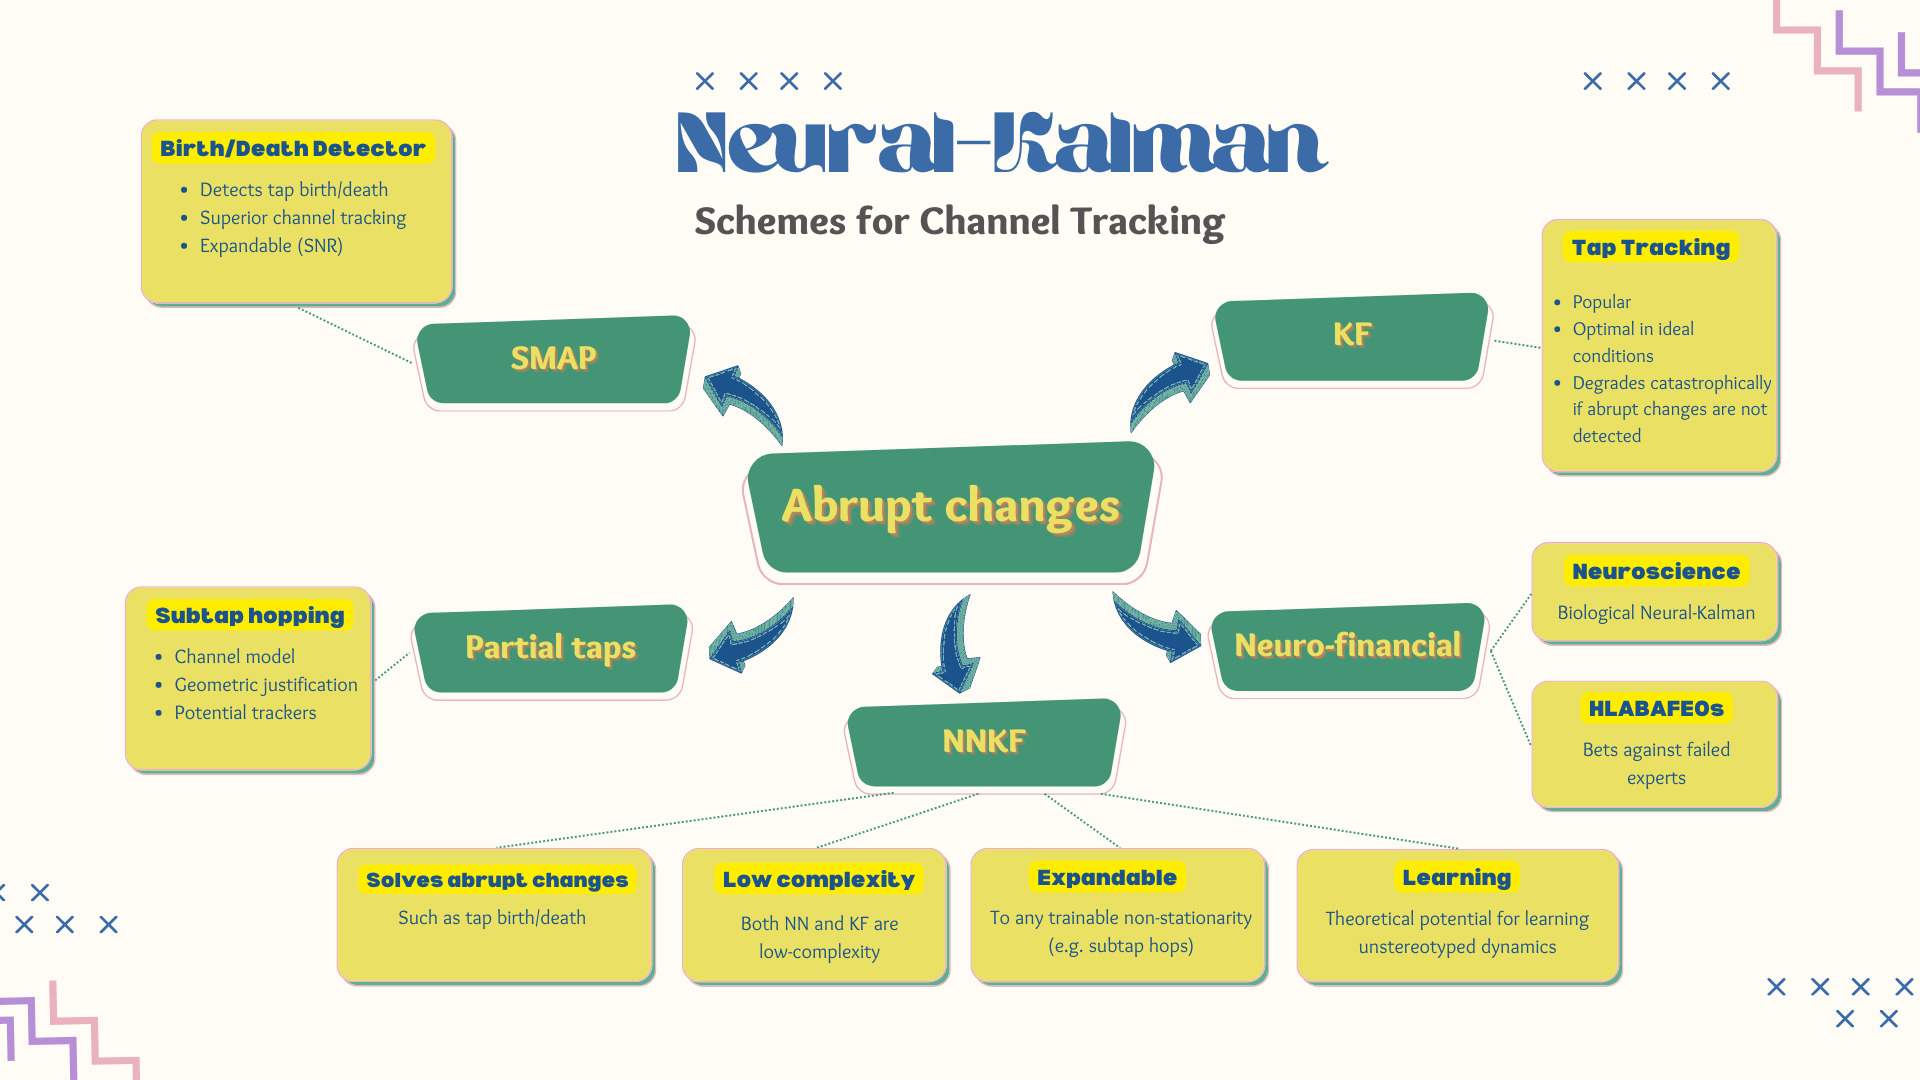 Neural-Kalman
Schemes for Channel Tracking
Birth/Death Detector
• Detects tap birth/death
• Superior channel tracking
• Expandable (SNR)
SMAP
KF
Tap Tracking
• Popular
• Optimal in ideal
conditions
• Degrades catastrophically
if abrupt changes are not
detected
Abrupt changes
Subtap hopping
• Channel model
• Geometric justification
• Potential trackers
Partial taps
Neuro-financial
Neuroscience
Biological Neural-Kalman
HLABAFEOs
Bets against failed
experts
NNKF
Solves abrupt changes
Such as tap birth/death
Low complexity
Both NN and KF are
low-complexity
Expandable
To any trainable non-stationarity
(e.g. subtap hops)
Learning
Theoretical potential for learning
unstereotyped dynamics